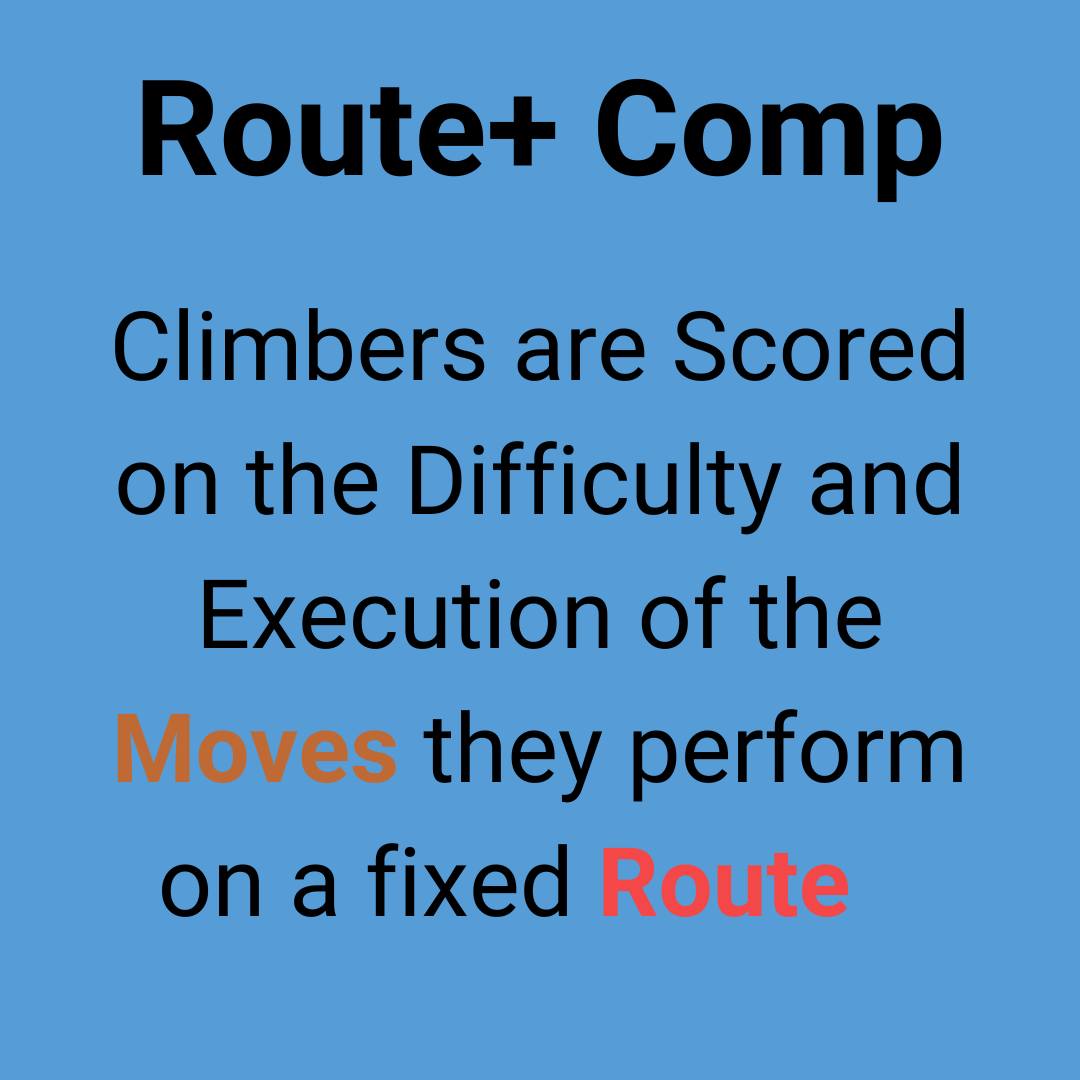 Route+ Comp
Climbers are Scored
on the Difficulty and
Execution of the
Moves they perform
on a fixed Route